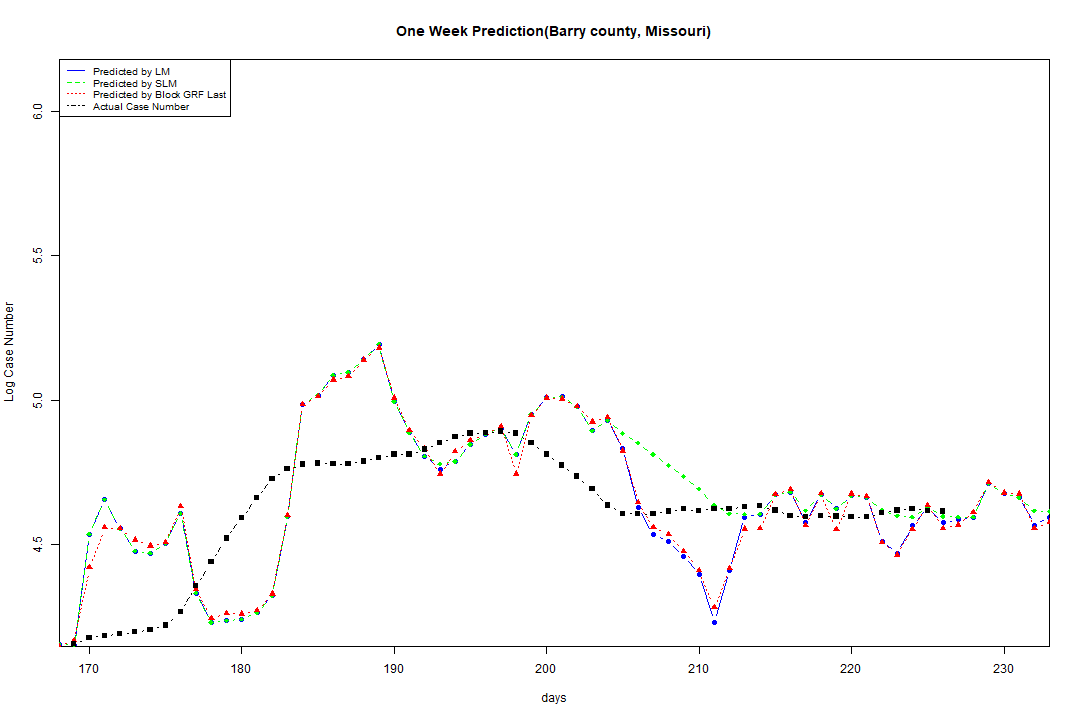 One Week Prediction(Barry county, Missouri)
Predicted by LM
Predicted by SLM
Predicted by Block GRF Last
Actual Case Number
6.0
5.5
5.0
4.5
Log Case Number
170 180 190 200 210 220 230
days